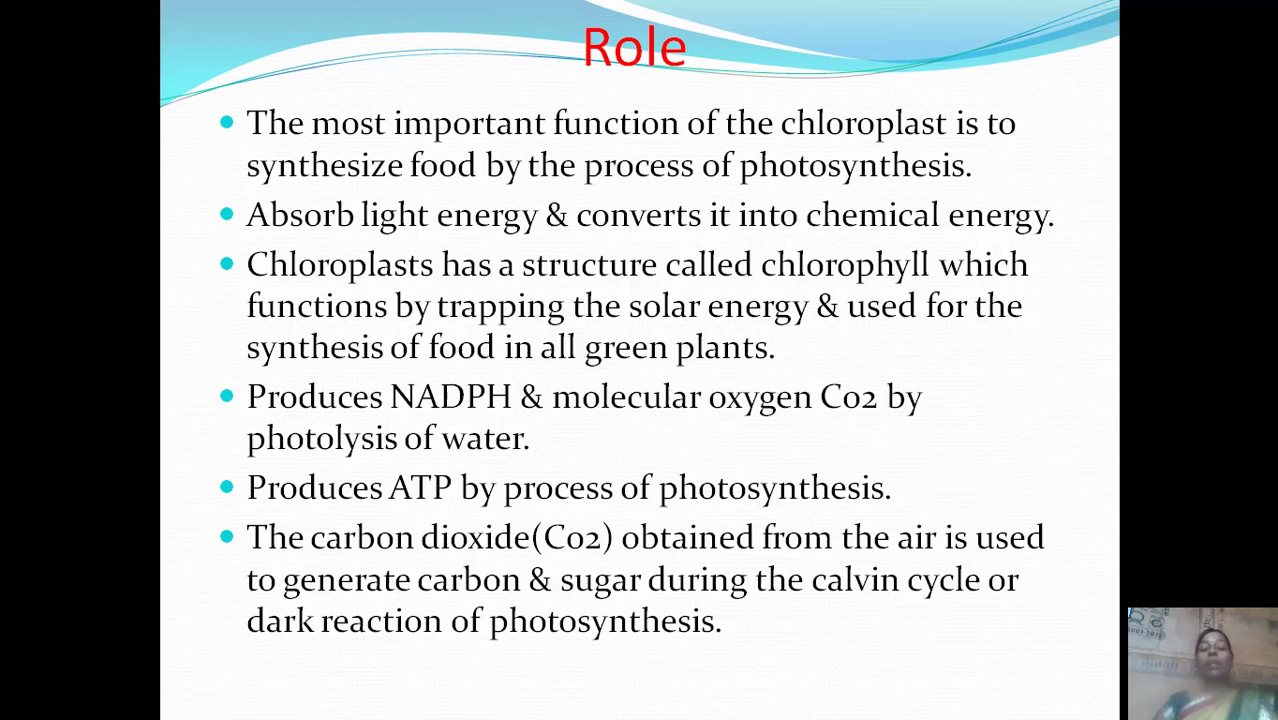 Role
The most important function of the chloroplast is to
synthesize food by the process of photosynthesis.
Absorb light energy & converts it into chemical energy.
Chloroplasts has a structure called chlorophyll which
functions by trapping the solar energy & used for the
synthesis of food in all green plants.
Produces NADPH & molecular oxygen Co2 by
photolysis of water.
Produces ATP by process of photosynthesis.
The carbon dioxide(Co2) obtained from the air is used
to generate carbon & sugar during the calvin cycle or
dark reaction of photosynthesis.